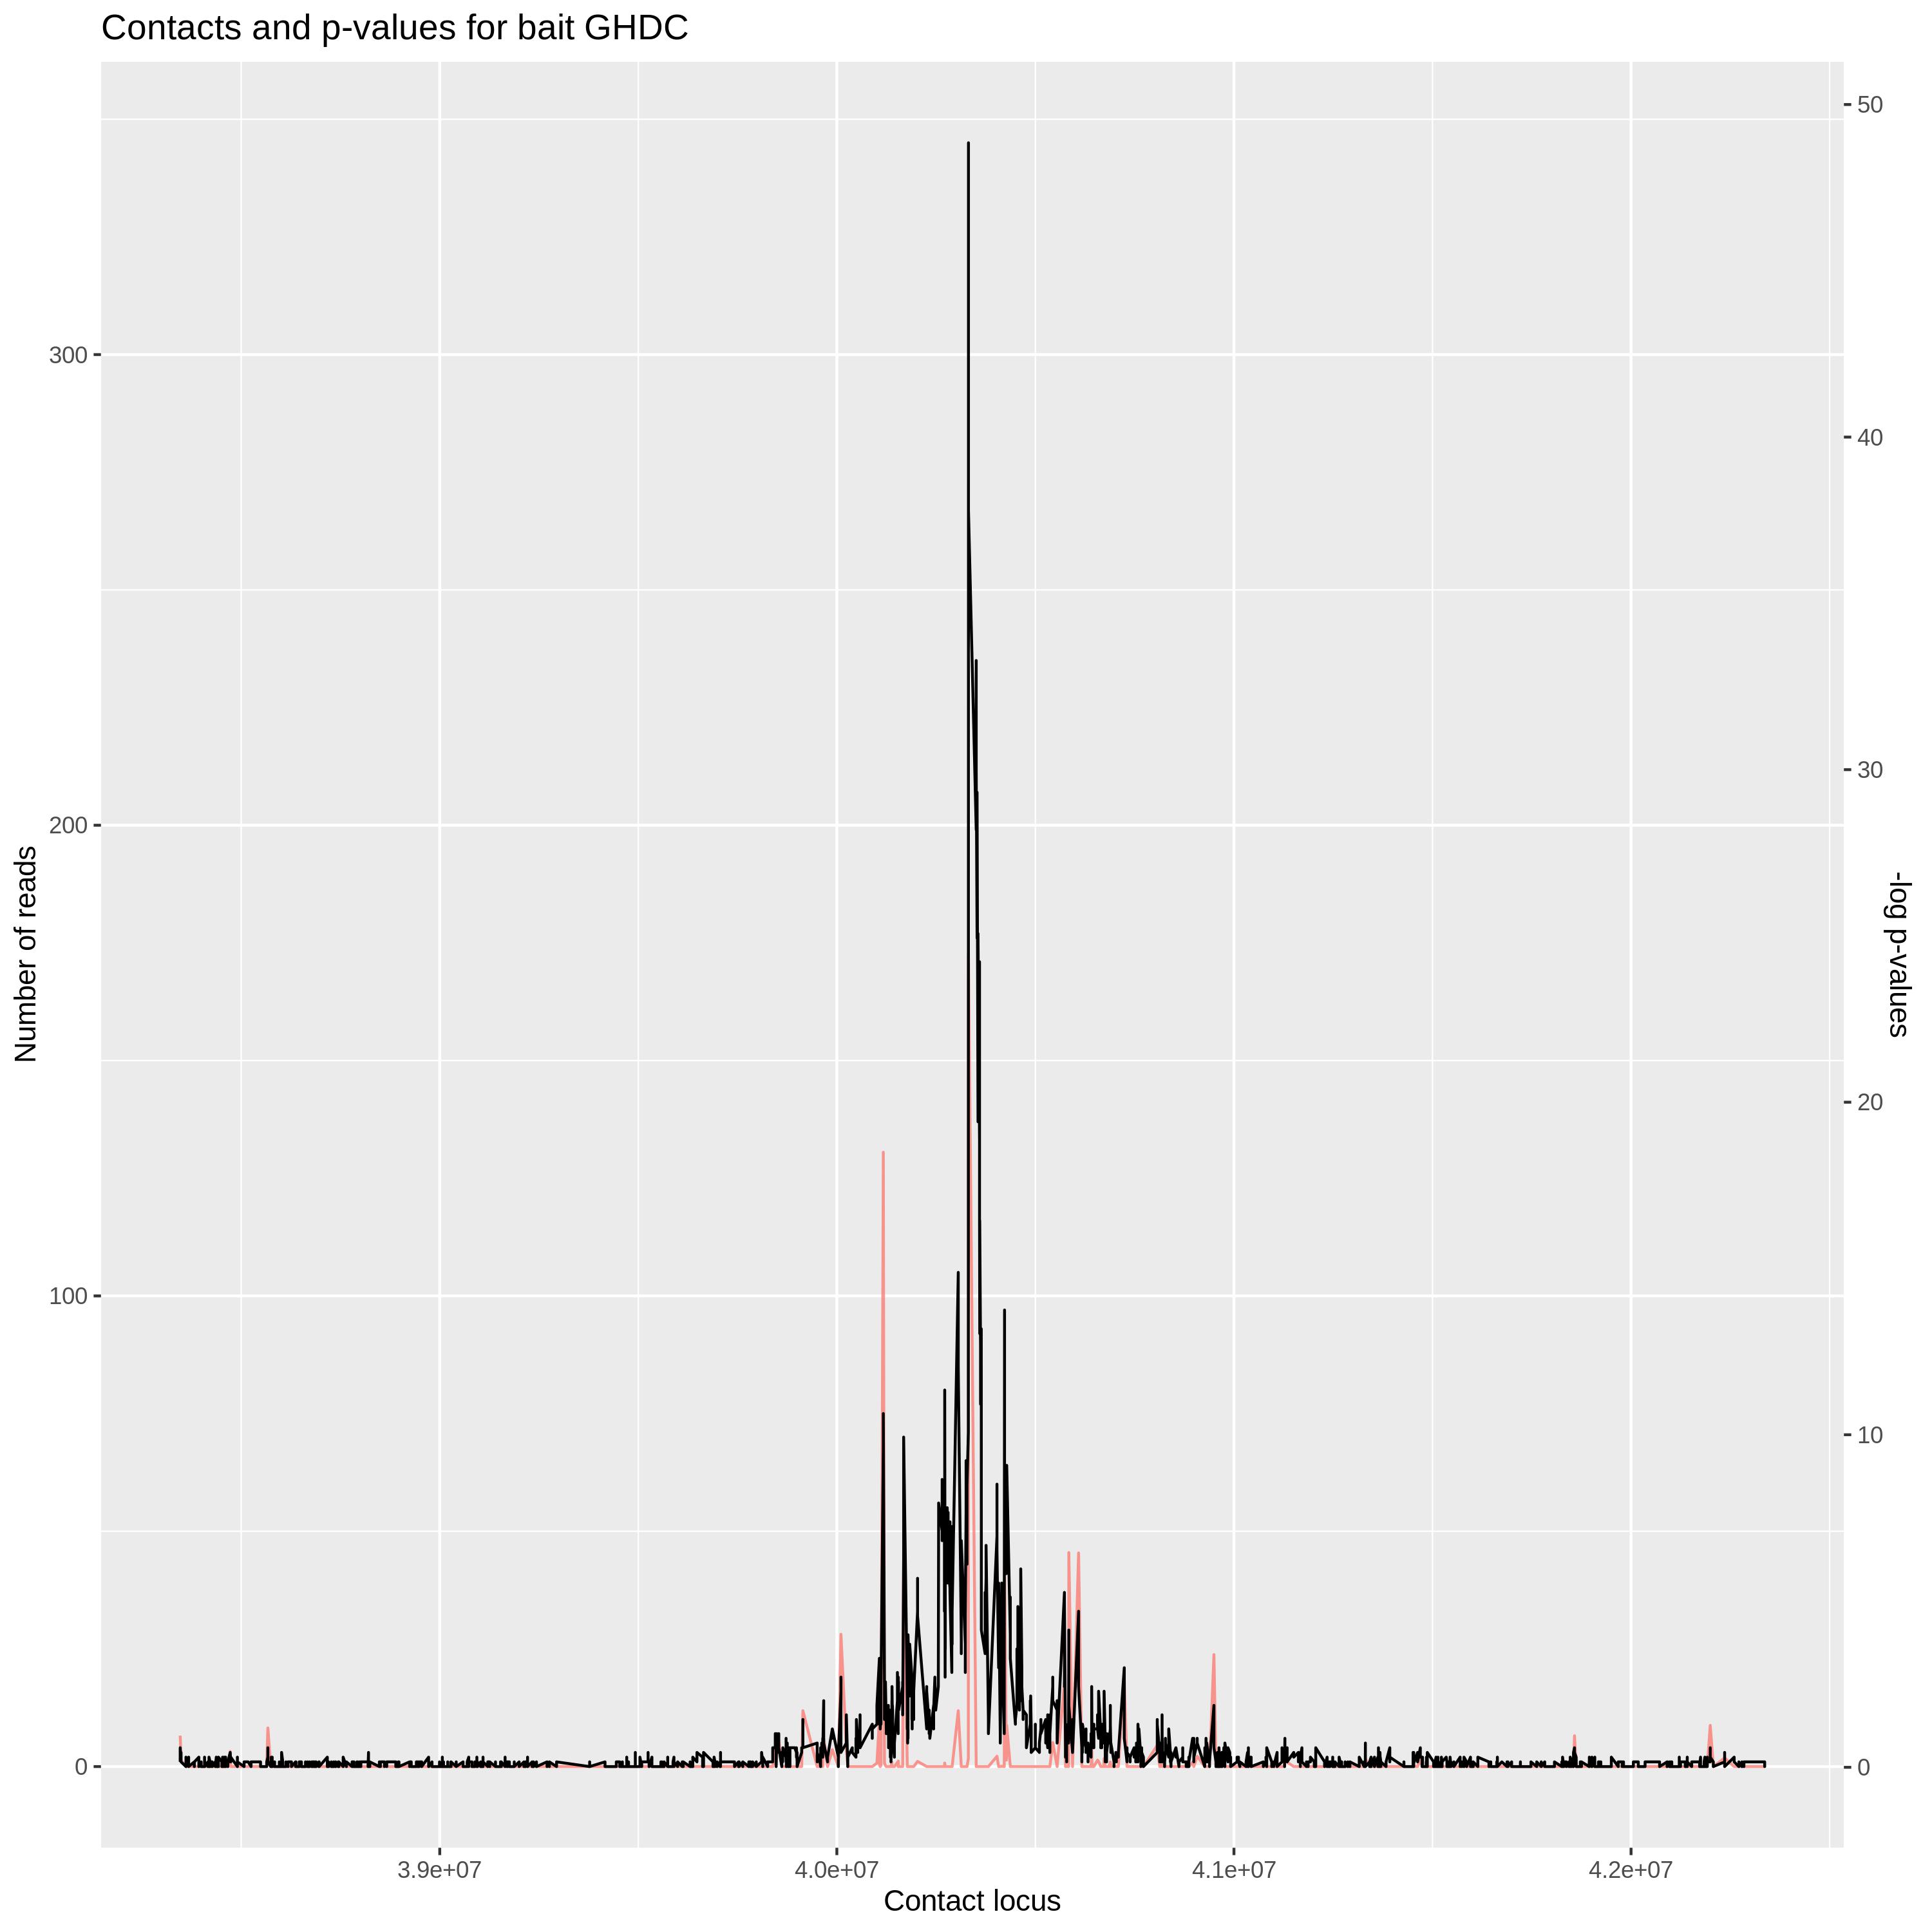 Contacts and p-values for bait GHDC
Number of reads
300
200
100
0
50
40
30
20
10
0
-log p-values
3.9e+07 4.0e+07 4.1e+07 4.2e+07
Contact locus